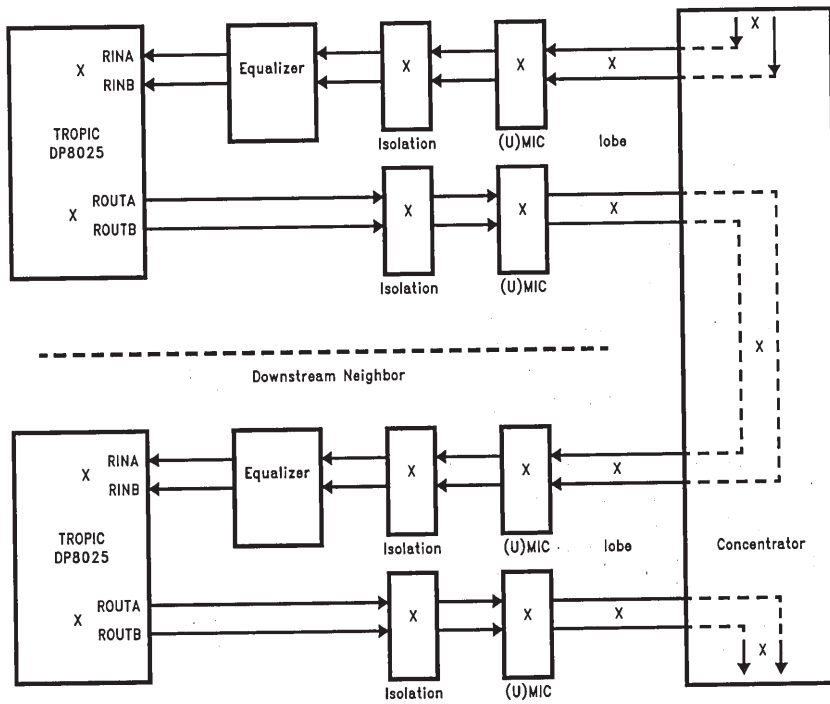 RINA
X
RINB
TROPIC
DP8025
ROUTA
X
ROUTB
Equalizer
X
Isolation
X
(U)MIC
X
lobe
X
X
Isolation
X
(U)MIC
X
X
Downstream Neighbor
RINA
X
RINB
TROPIC
DP8025
ROUTA
X
ROUTB
Equalizer
X
Isolation
X
(U)MIC
X
lobe
Concentrator
X
Isolation
X
(U)MIC
X
X